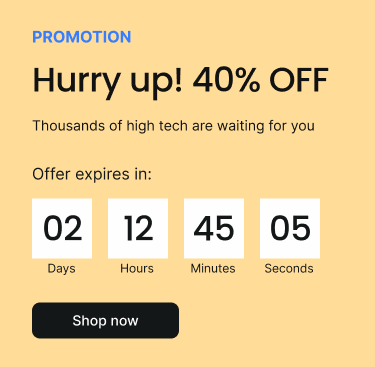 PROMOTION
Hurry up! 40% OFF
Thousands of high tech are waiting for you
Offer expires in:
02 12 45 05
Days Hours Minutes Seconds
Shop now